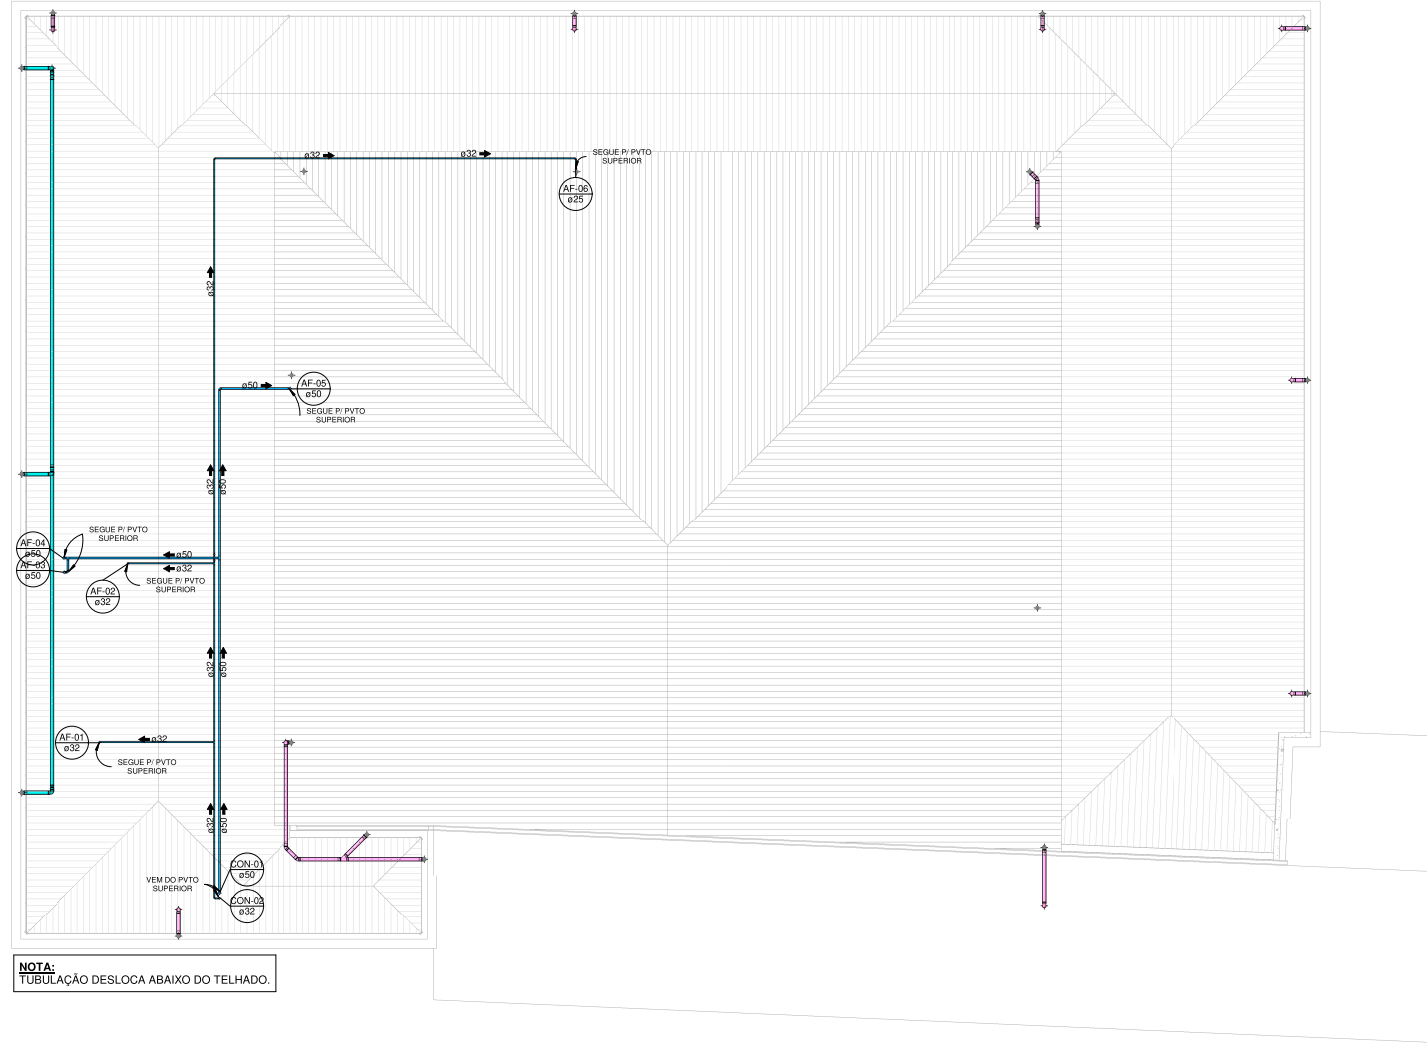 ø32
ø32
SEGUE P/ PVTO
SUPERIOR
AF-06
ø25
ø32
ø50
AF-05
ø50
SEGUE P/ PVTO
SUPERIOR
ø32
ø50
SEGUE P/ PVTO
SUPERIOR
AF-04
ø50
AF-03
ø50
ø50
ø32
SEGUE P/ PVTO
SUPERIOR
AF-02
ø32
ø32
ø50
AF-01
ø32
ø32
SEGUE P/ PVTO
SUPERIOR
ø32
ø50
CON-01
ø50
VEM DO PVTO
SUPERIOR
CON-02
ø32
NOTA:
TUBULAÇÃO DESLOCA ABAIXO DO TELHADO.